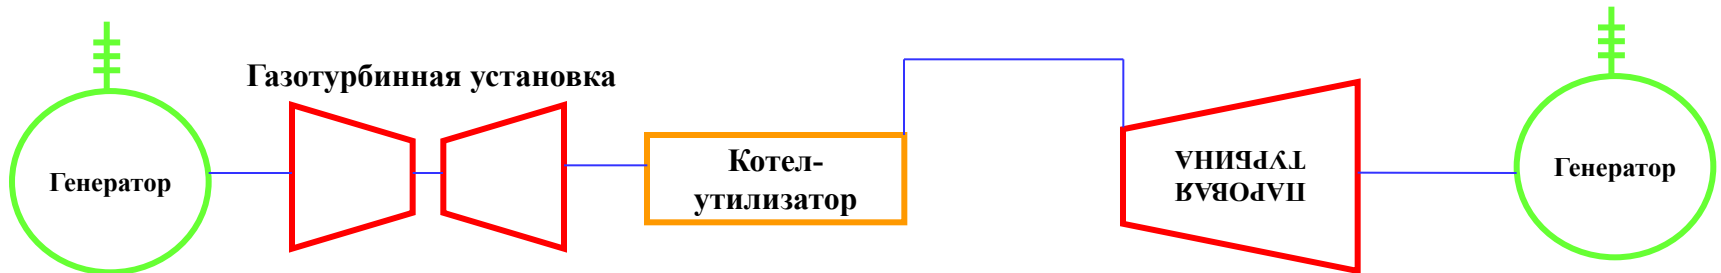 Газотурбинная установка
Генератор
Котел-
утилизатор
ПАРОВАЯ
ТУРБИНА
Генератор